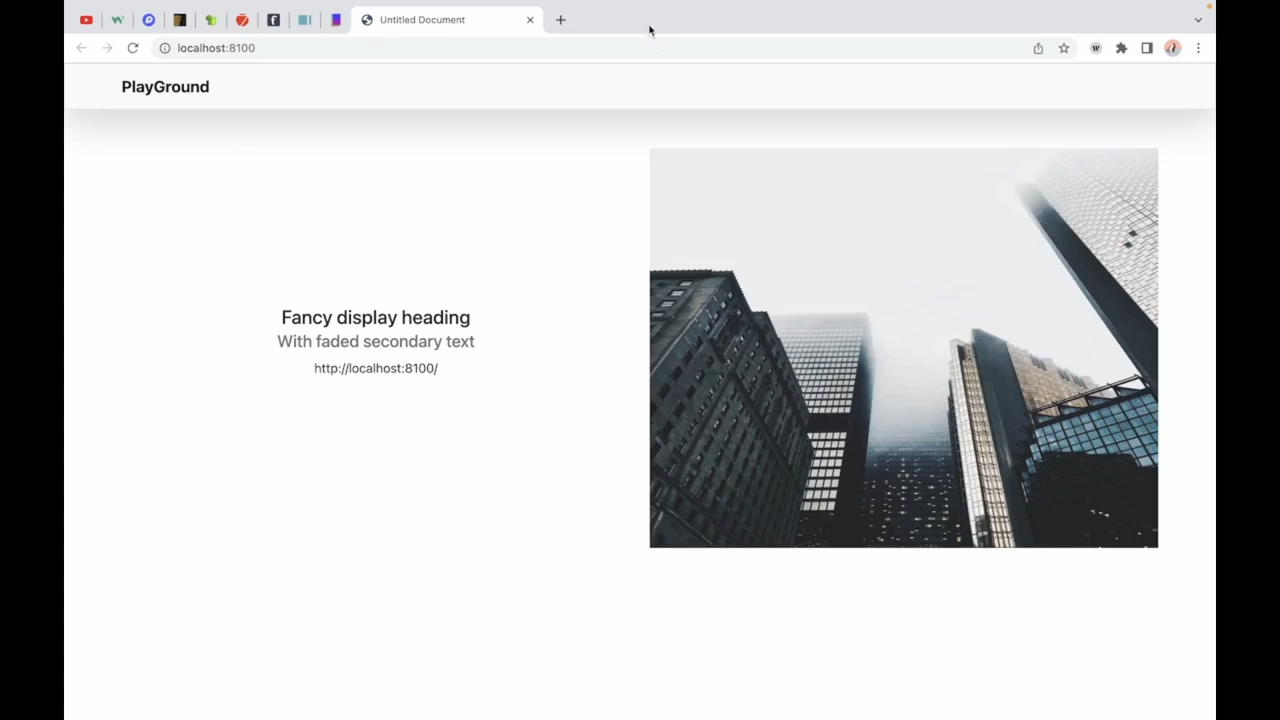 Untitled Document
localhost:8100
PlayGround
Fancy display heading
With faded secondary text
http://localhost:8100/